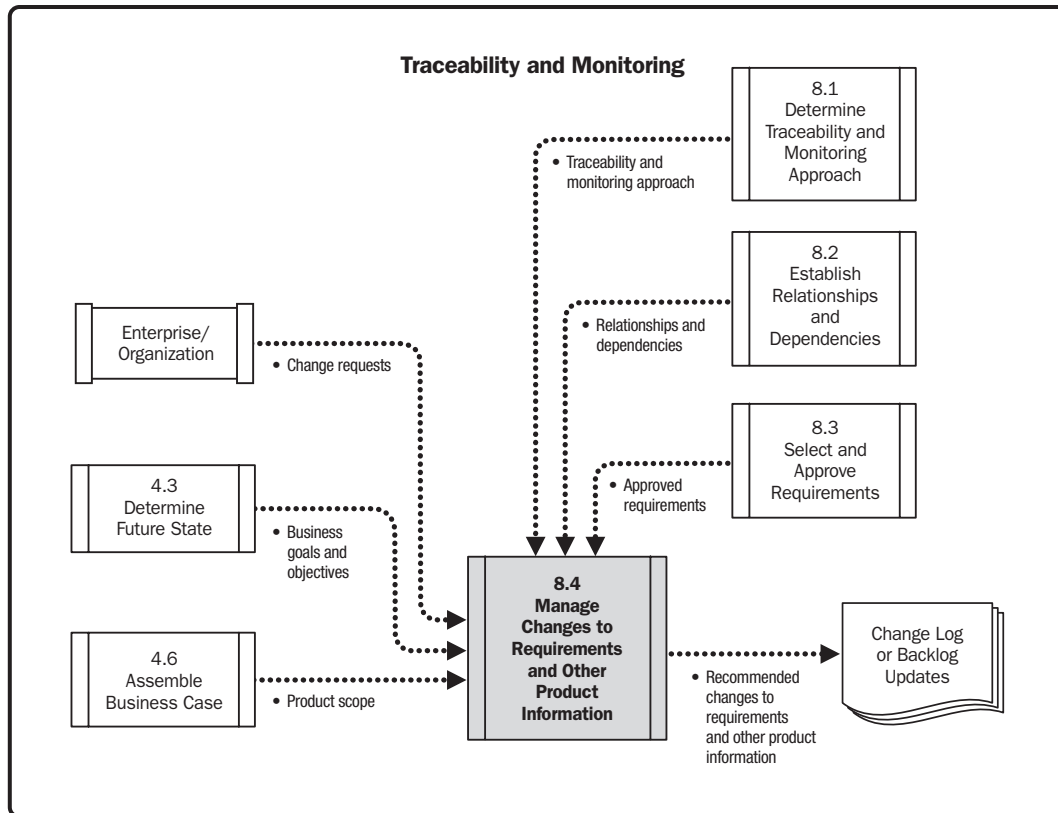 Traceability and Monitoring
8.1
Determine
Traceability and
Monitoring
Approach
• Traceability and
monitoring approach
8.2
Establish
Relationships
and
Dependencies
• Relationships and
dependencies
Enterprise/
Organization
• Change requests
8.3
Select and
Approve
Requirements
• Approved
requirements
4.3
Determine
Future State
• Business
goals and
objectives
8.4
Manage
Changes to
Requirements
and Other
Product
Information
4.6
Assemble
Business Case
• Product scope
• Recommended
changes to
requirements
and other product
information
Change Log
or Backlog
Updates